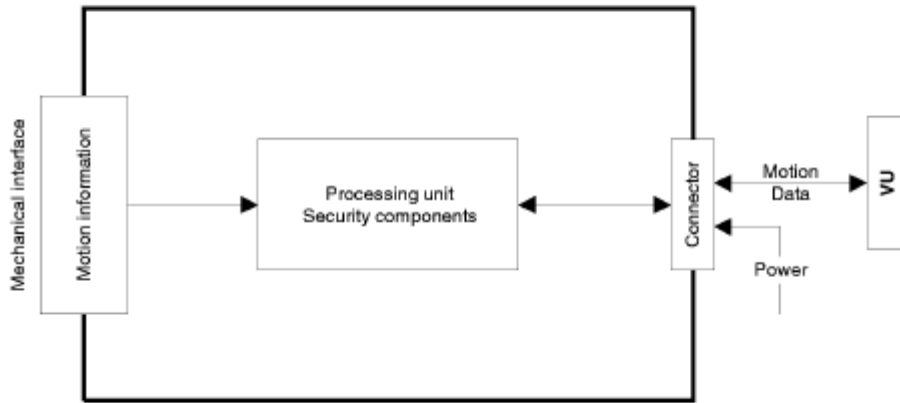 Mechanical interface
Motion information
Processing unit
Security components
Connector
Motion
Data
Power
VU